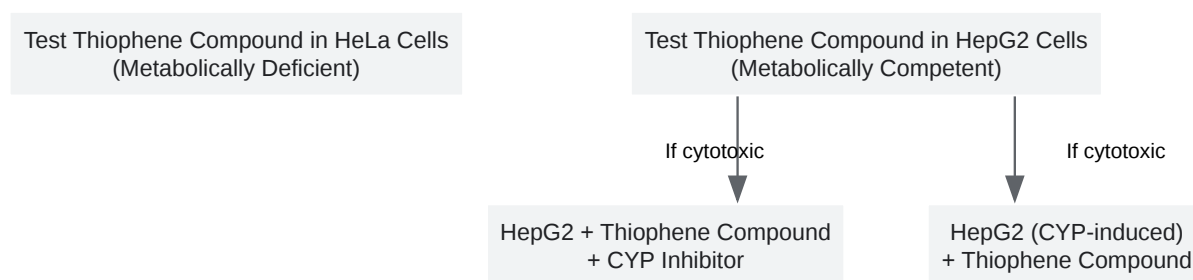 Test Thiophene Compound in HeLa Cells
(Metabolically Deficient)
Test Thiophene Compound in HepG2 Cells
(Metabolically Competent)
If cytotoxic
If cytotoxic
HepG2 + Thiophene Compound
+ CYP Inhibitor
HepG2 (CYP-induced)
+ Thiophene Compound